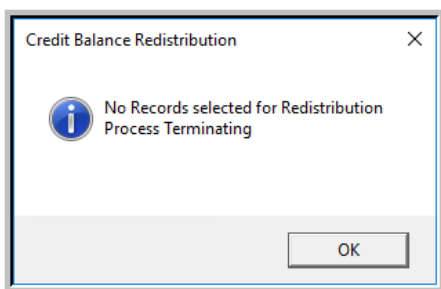 Credit Balance Redistribution
No Records selected for Redistribution
Process Terminating
OK